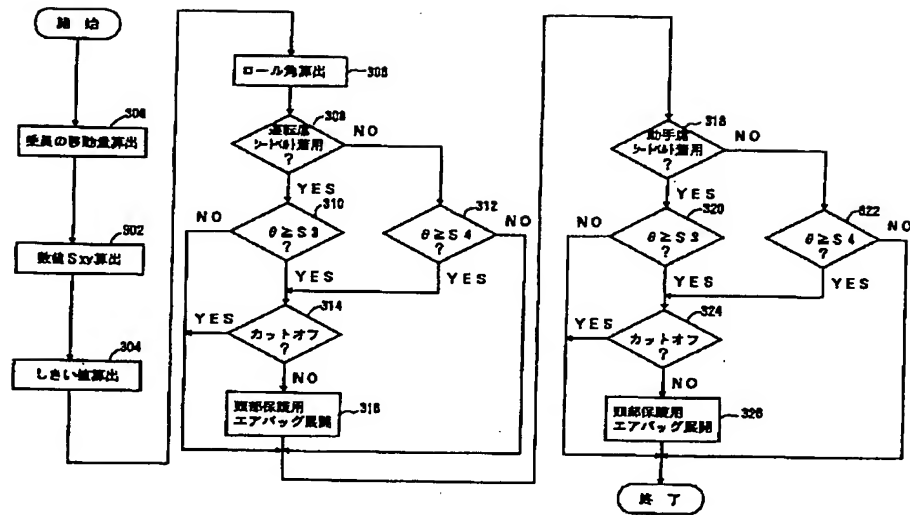 開始
306
乗員の移動量算出
302
数値Sxy算出
304
しきい値算出
ロール角算出
308
308
運転席
シートベルト着用
?
NO
YES
310
θ≧S3
?
NO
312
θ≧S4
?
NO
YES
YES
314
カットオフ
?
YES
NO
頭部保護用
エアバッグ展開
316
318
助手席
シートベルト着用
?
NO
YES
320
θ≧S3
?
NO
322
θ≧S4
?
NO
YES
YES
324
カットオフ
?
YES
NO
頭部保護用
エアバッグ展開
326
終了